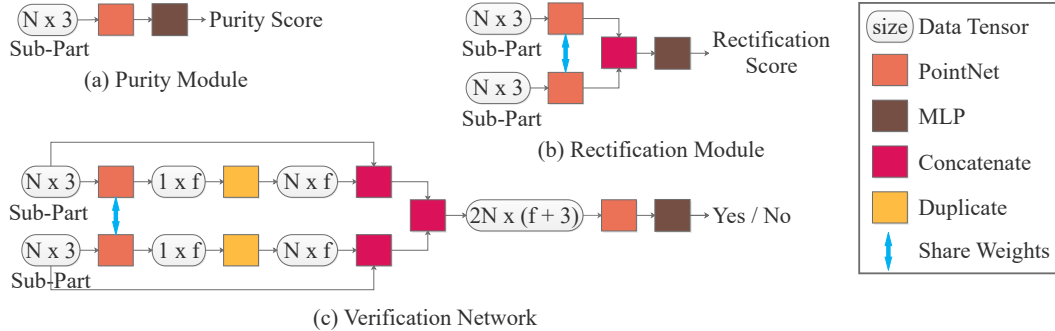 N x 3
Purity Score
Sub-Part
(a) Purity Module
N x 3
Sub-Part
Rectification
Score
N x 3
Sub-Part
(b) Rectification Module
N x 3
1 x f
N x f
Sub-Part
2N x (f + 3)
Yes / No
N x 3
1 x f
N x f
Sub-Part
(c) Verification Network
size
Data Tensor
PointNet
MLP
Concatenate
Duplicate
Share Weights